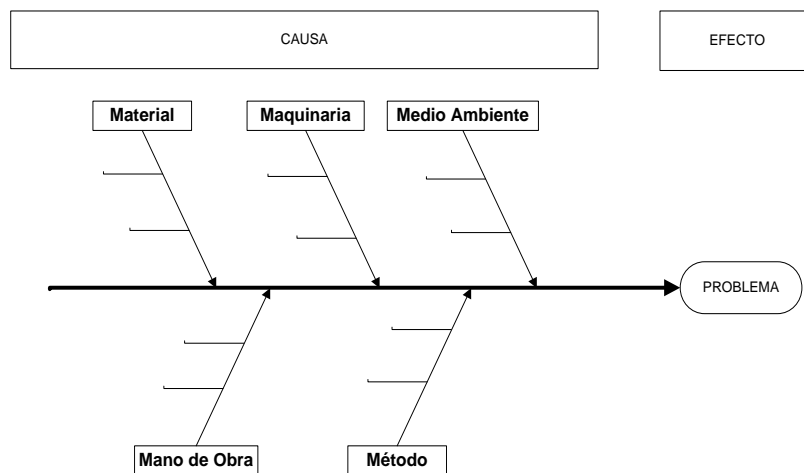 CAUSA
EFECTO
Material
Maquinaria
Medio Ambiente
PROBLEMA
Mano de Obra
Método